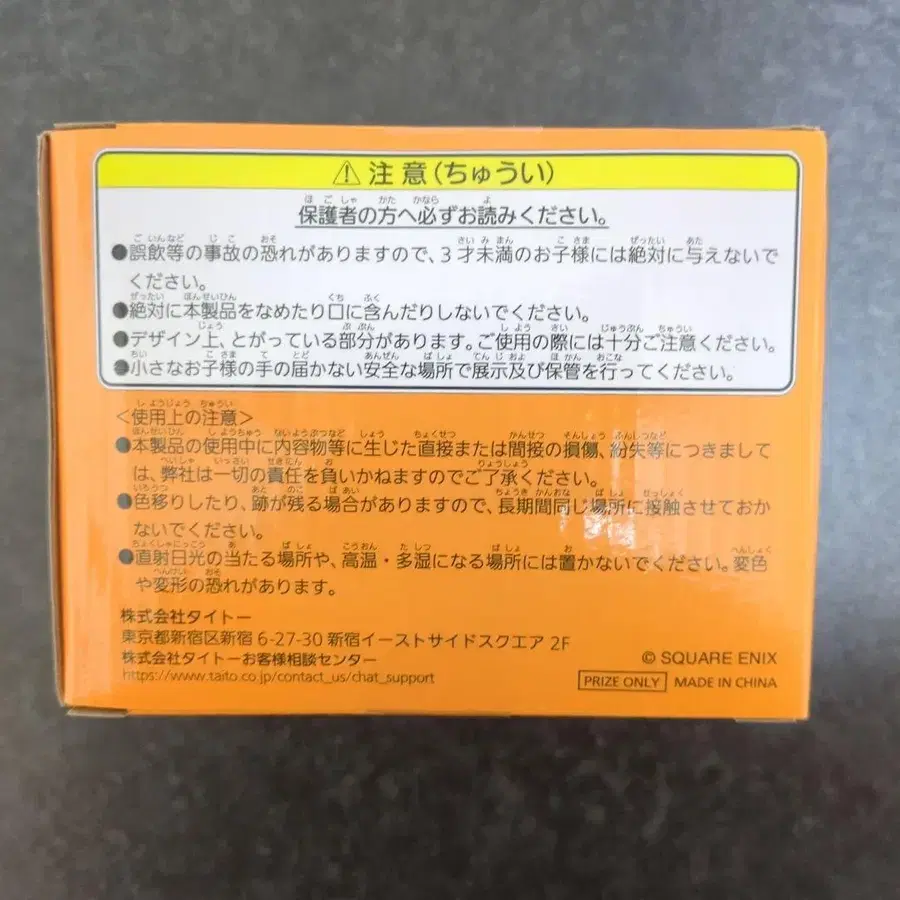 ⚠ 注意(ちゅうい)
保護者の方へ必ずお読みください。
●誤飲等の事故の恐れがありますので、3才未満のお子様には絶対に与えないで
ください。
●絶対に本製品をなめたり口に含んだりしないでください。
●デザイン上、とがっている部分があります。ご使用の際には十分ご注意ください。
●小さなお子様の手の届かない安全な場所で展示及び保管を行ってください。
<使用上の注意>
●本製品の使用中に内容物等に生じた直接または間接の損傷、紛失等につきまして
は、弊社は一切の責任を負いかねますのでご了承ください。
●色移りしたり、跡が残る場合がありますので、長期間同じ場所に接触させておか
ないでください。
●直射日光の当たる場所や、高温・多湿になる場所には置かないでください。変色
や変形の恐れがあります。
株式会社タイトー
東京都新宿区新宿 6-27-30 新宿イーストサイドスクエア 2F
株式会社タイトーお客様相談センター
https://www.taito.co.jp/contact_us/chat_support
© SQUARE ENIX
PRIZE ONLY MADE IN CHINA